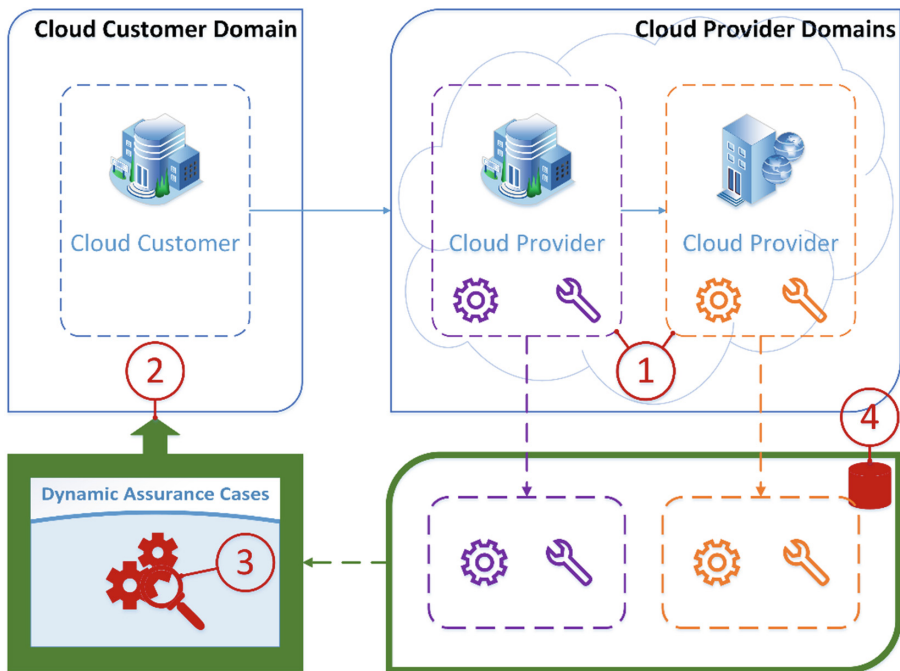 Cloud Customer Domain
Cloud Provider Domains
Cloud Customer
Cloud Provider
Cloud Provider
1
2
4
Dynamic Assurance Cases
3